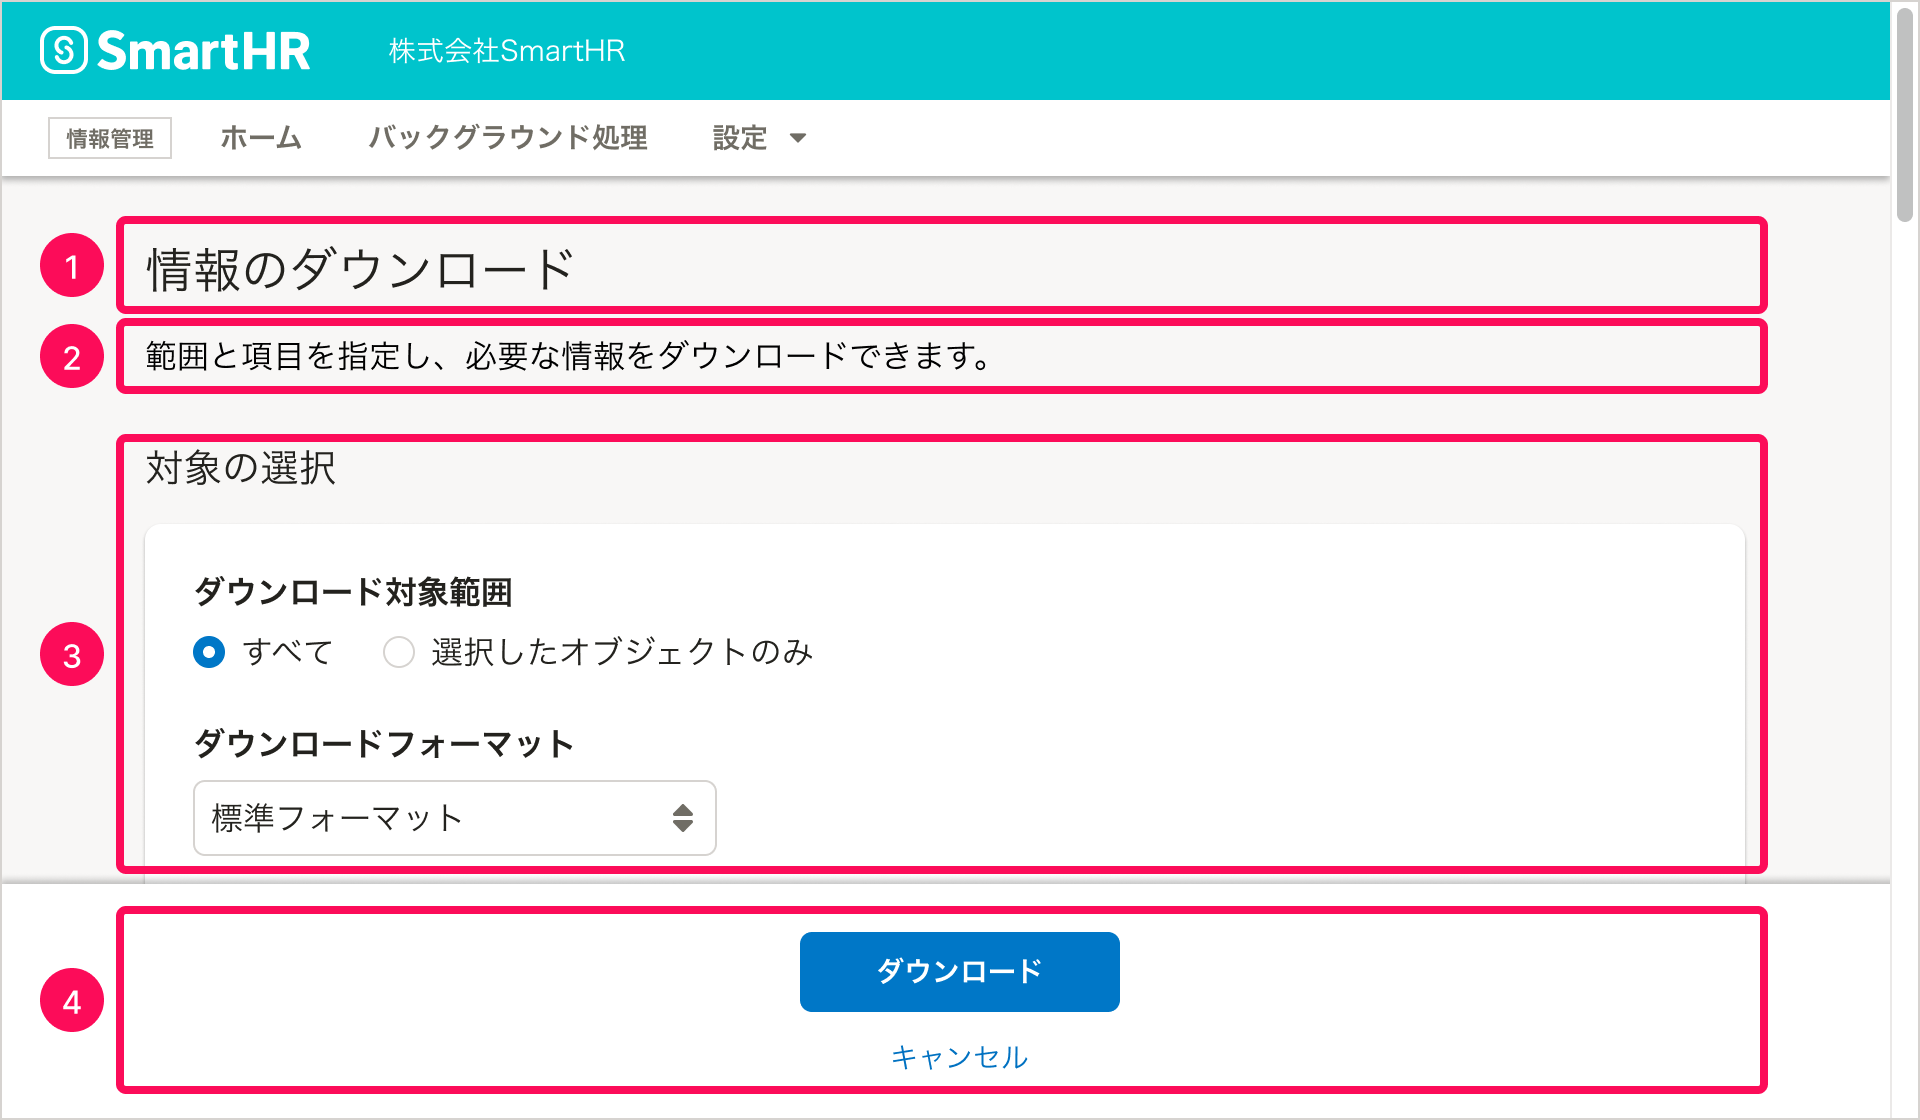 SmartHR 株式会社SmartHR
情報管理 ホーム バックグラウンド処理 設定
1 情報のダウンロード
2 範囲と項目を指定し、必要な情報をダウンロードできます。
対象の選択
ダウンロード対象範囲
3 すべて 選択したオブジェクトのみ
ダウンロードフォーマット
標準フォーマット
ダウンロード
4
キャンセル